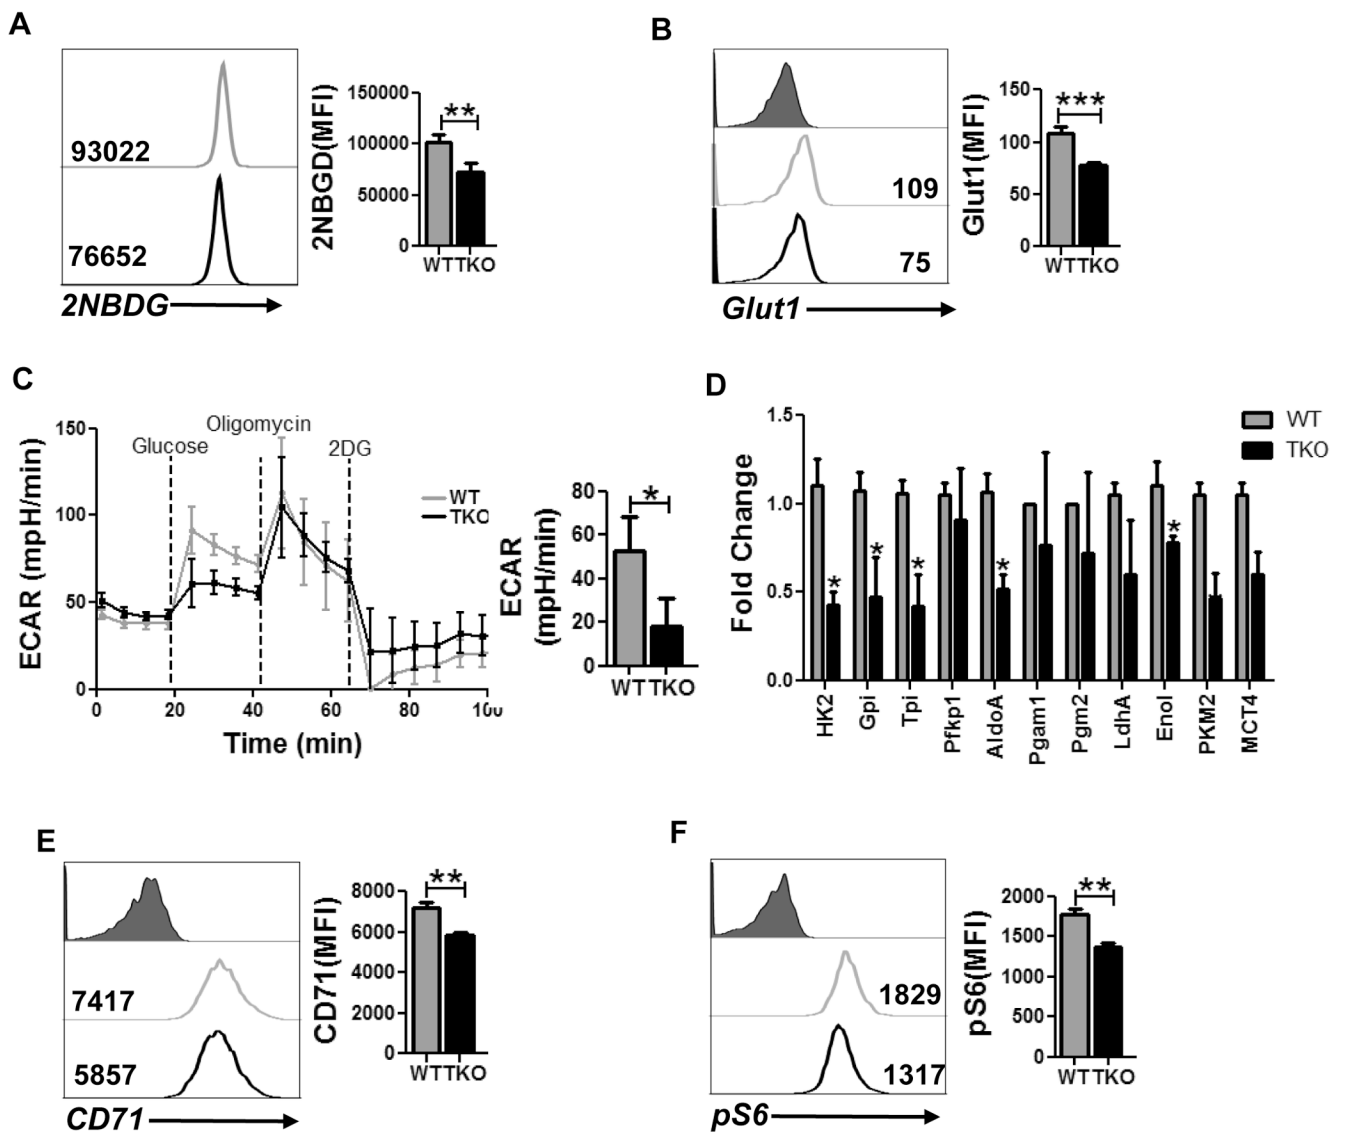 A
93022
76652
2NBDG
2NBGD(MFI)
150000
100000
50000
0
**
WT TKO
B
109
75
Glut1
Glut1(MFI)
150
100
50
0
***
WT TKO
C
ECAR (mpH/min)
150
100
50
0
Glucose
Oligomycin
2DG
WT
TKO
0 20 40 60 80 100
Time (min)
ECAR
(mpH/min)
80
60
40
20
0
*
WT TKO
D
Fold Change
1.5
1.0
0.5
0.0
* * * * *
WT
TKO
HK2
Gpi
Tpi
Pfkp1
AldoA
Pgam1
Pgm2
LdhA
Enol
PKM2
MCT4
E
7417
5857
CD71
CD71(MFI)
8000
6000
4000
2000
0
**
WT TKO
F
1829
1317
pS6
pS6(MFI)
2000
1500
1000
500
0
**
WT TKO